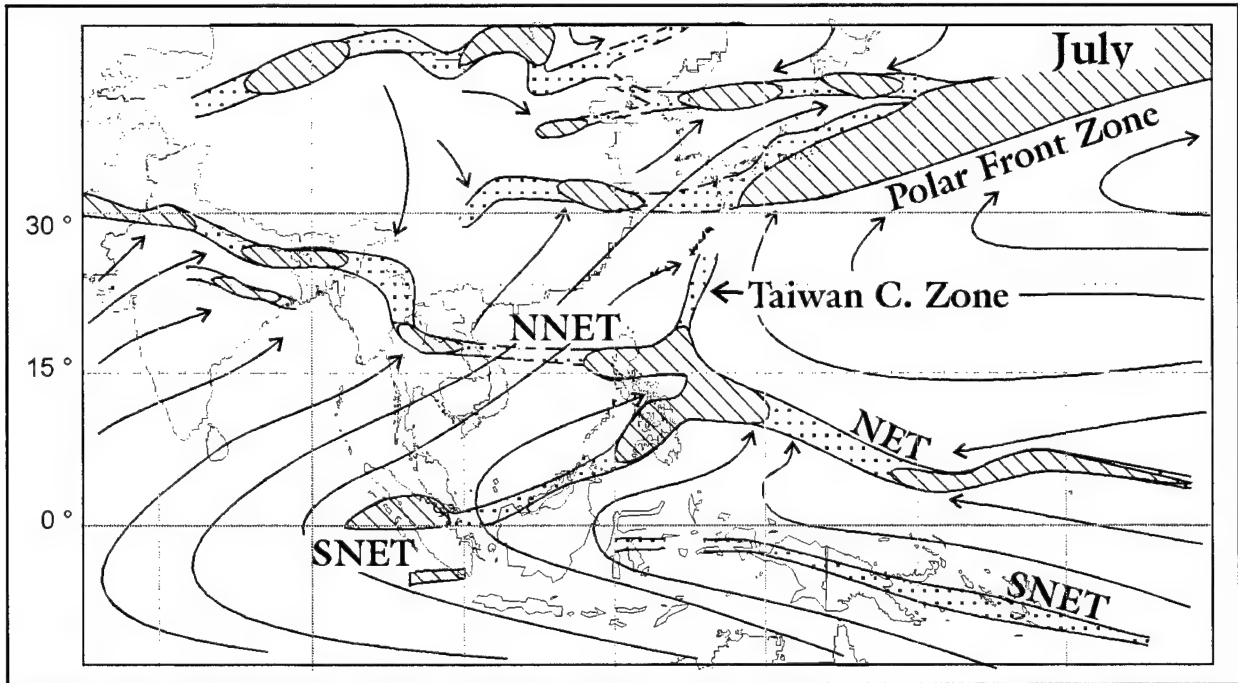 July
Polar Front Zone
30 °
Taiwan C. Zone
NNET
15 °
NET
0 °
SNET
SNET